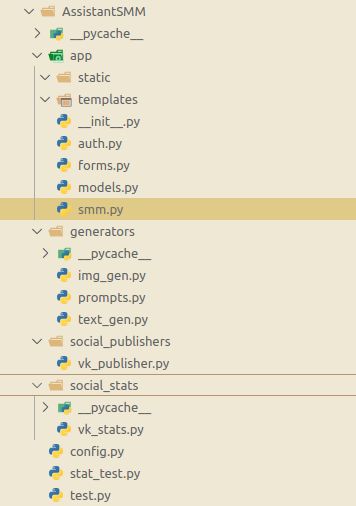 AssistantSMM
__pycache__
app
static
templates
__init__.py
auth.py
forms.py
models.py
smm.py
generators
__pycache__
img_gen.py
prompts.py
text_gen.py
social_publishers
vk_publisher.py
social_stats
__pycache__
vk_stats.py
config.py
stat_test.py
test.py